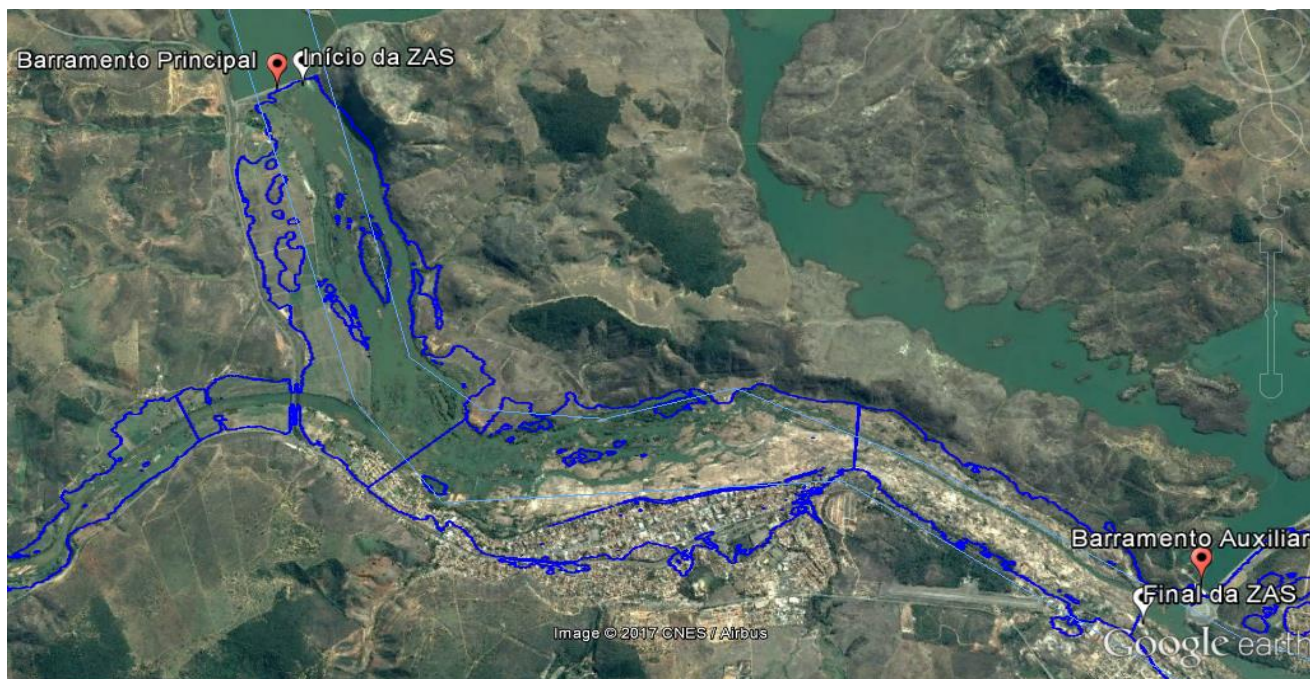 Barramento Principal
Início da ZAS
Barramento Auxiliar
Final da ZAS
Image © 2017 CNES / Airbus
Google earth